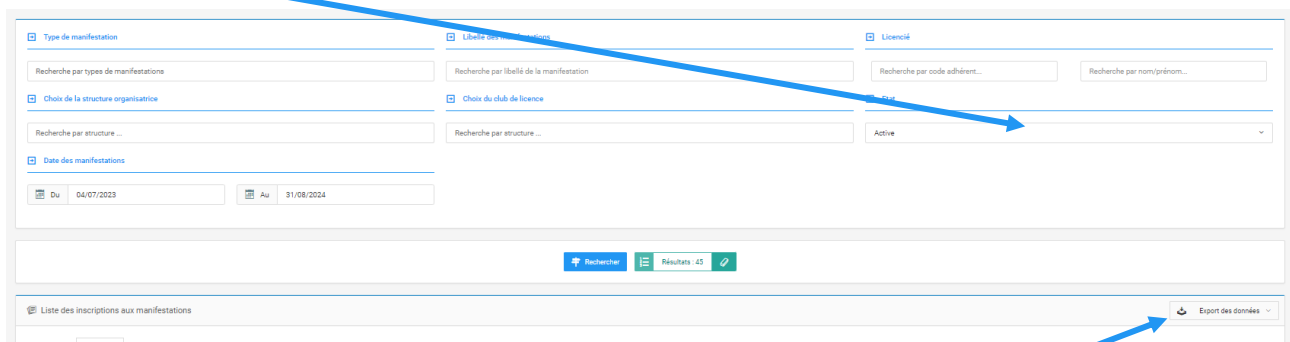 Type de manifestation
Libellé des manifestations
Licencié
Recherche par types de manifestations
Recherche par libellé de la manifestation
Recherche par code adhérent...
Recherche par nom/prénom...
Choix de la structure organisatrice
Choix du club de licence
Etat
Recherche par structure ...
Recherche par structure ...
Active
Date des manifestations
Du 04/07/2023
Au 31/08/2024
Rechercher
Résultats : 45
Liste des inscriptions aux manifestations
Export des données